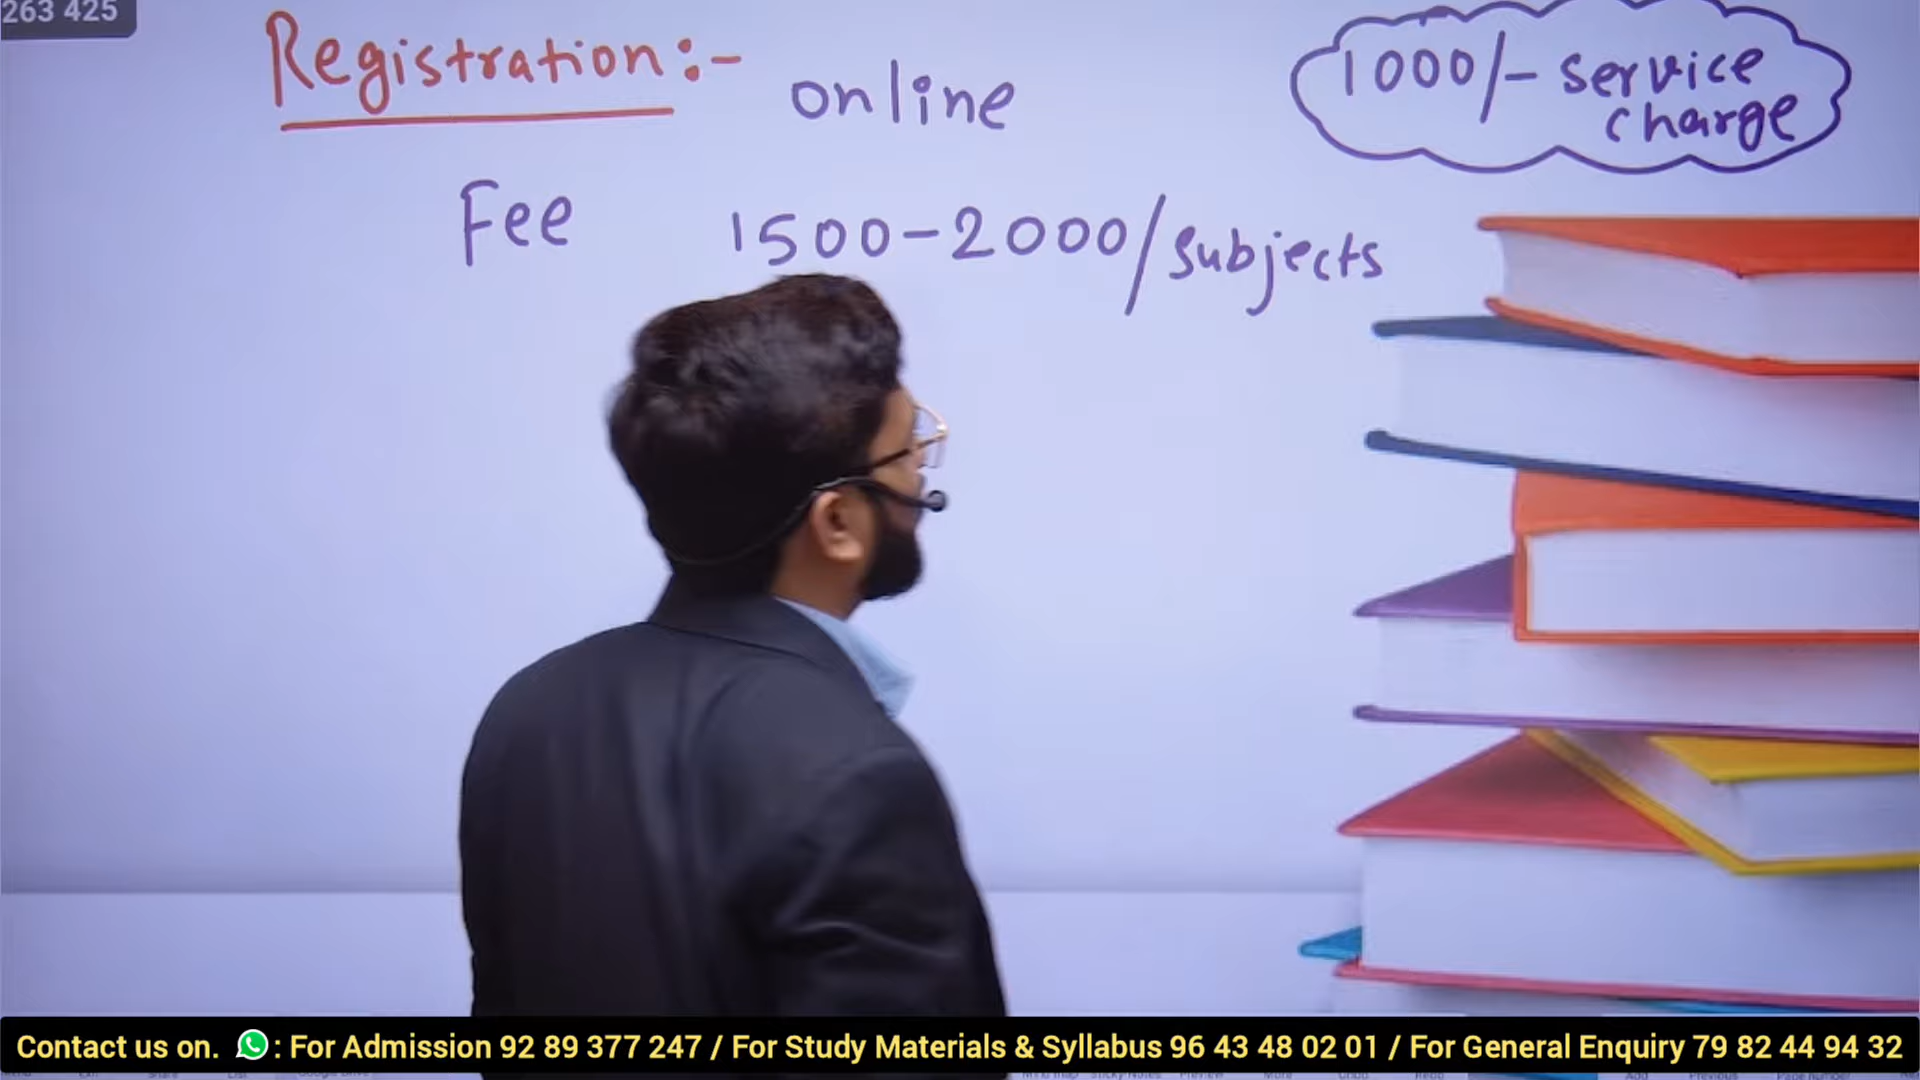 263 425
Registration:-
online
1000/- service
charge
Fee
1500-2000/subjects
Contact us on. : For Admission 92 89 377 247 / For Study Materials & Syllabus 96 43 48 02 01 / For General Enquiry 79 82 44 94 32